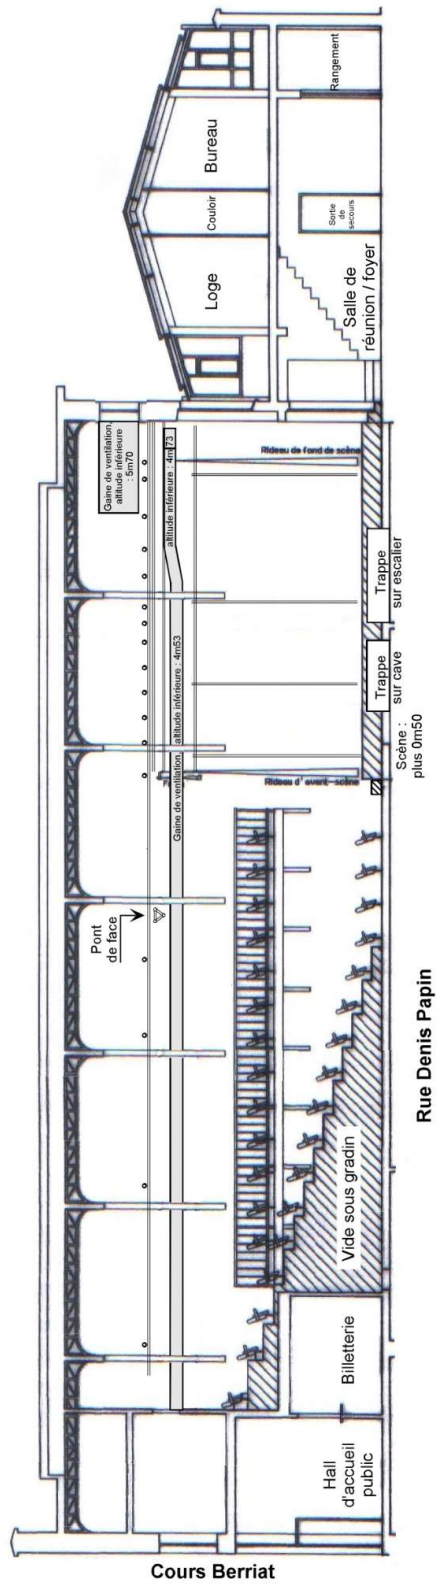 Cours Berriat
Hall
d'accueil
public
Billetterie
Vide sous gradin
Rue Denis Papin
Pont
de face
Gaine de ventilation,
altitude inférieure : 4m53
altitude inférieure : 4m73
Gaine de ventilation,
altitude inférieure
: 5m70
Rideau d'avant-scène
Rideau de fond de scène
Scène :
plus 0m50
Trappe
sur cave
Trappe
sur escalier
Loge
Couloir
Bureau
Salle de
réunion / foyer
Sortie
de
secours
Rangement